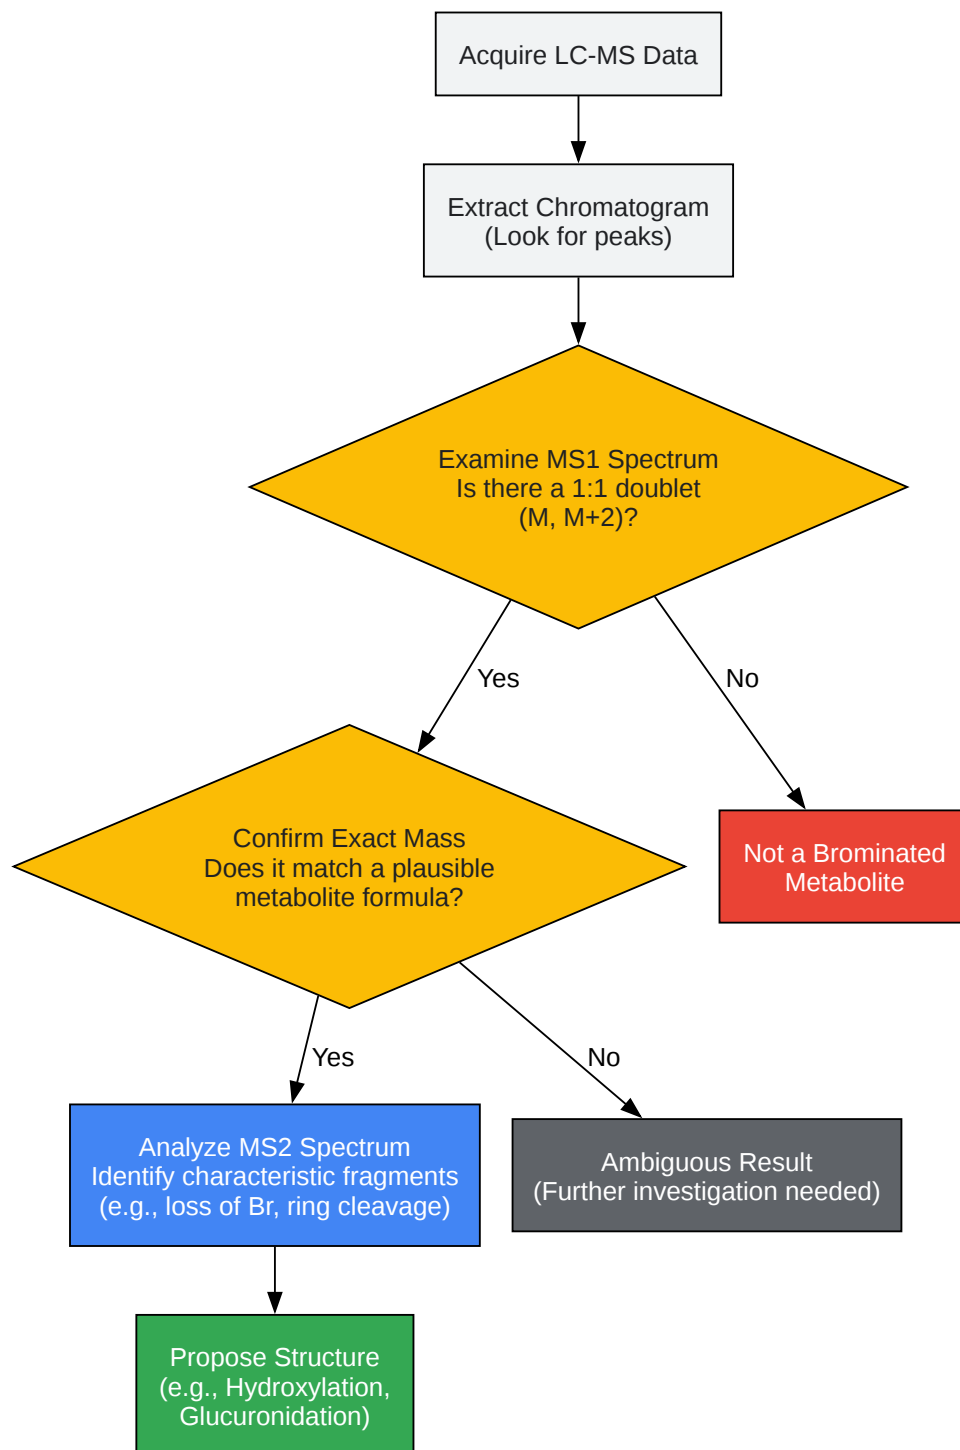 Acquire LC-MS Data
Extract Chromatogram
(Look for peaks)
Examine MS1 Spectrum
Is there a 1:1 doublet
(M, M+2)?
Yes
No
Confirm Exact Mass
Does it match a plausible
metabolite formula?
Not a Brominated
Metabolite
Yes
No
Analyze MS2 Spectrum
Identify characteristic fragments
(e.g., loss of Br, ring cleavage)
Ambiguous Result
(Further investigation needed)
Propose Structure
(e.g., Hydroxylation,
Glucuronidation)